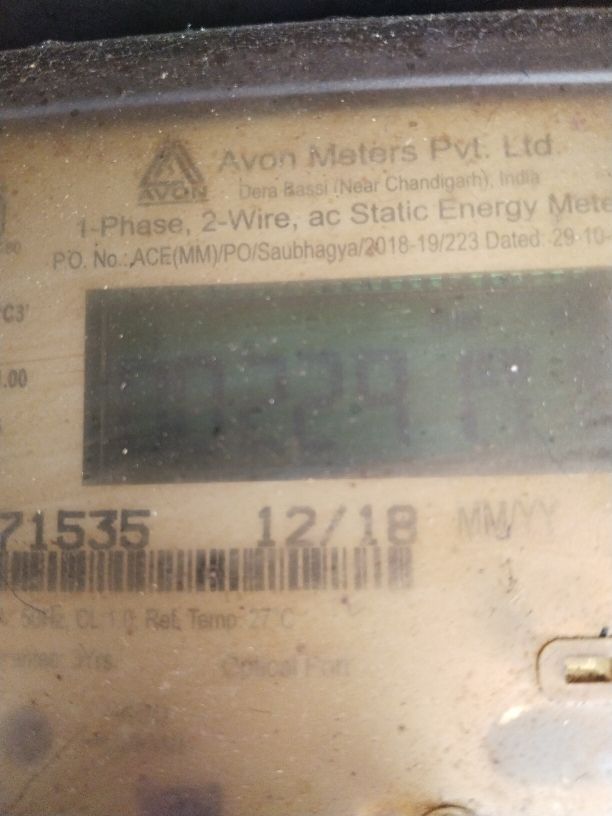 AVON
Avon Meters Pvt. Ltd.
Dera Bassi (Near Chandigarh), India
1-Phase, 2-Wire, ac Static Energy Mete
P.O. No.: ACE(MM)/PO/Saubhagya/2018-19/223 Dated: 29-10-
C3'
.00
71535 12/18 MM/YY
50Hz, CL 1.0, Ref. Temp: 27°C
Yrs.
Optical Port